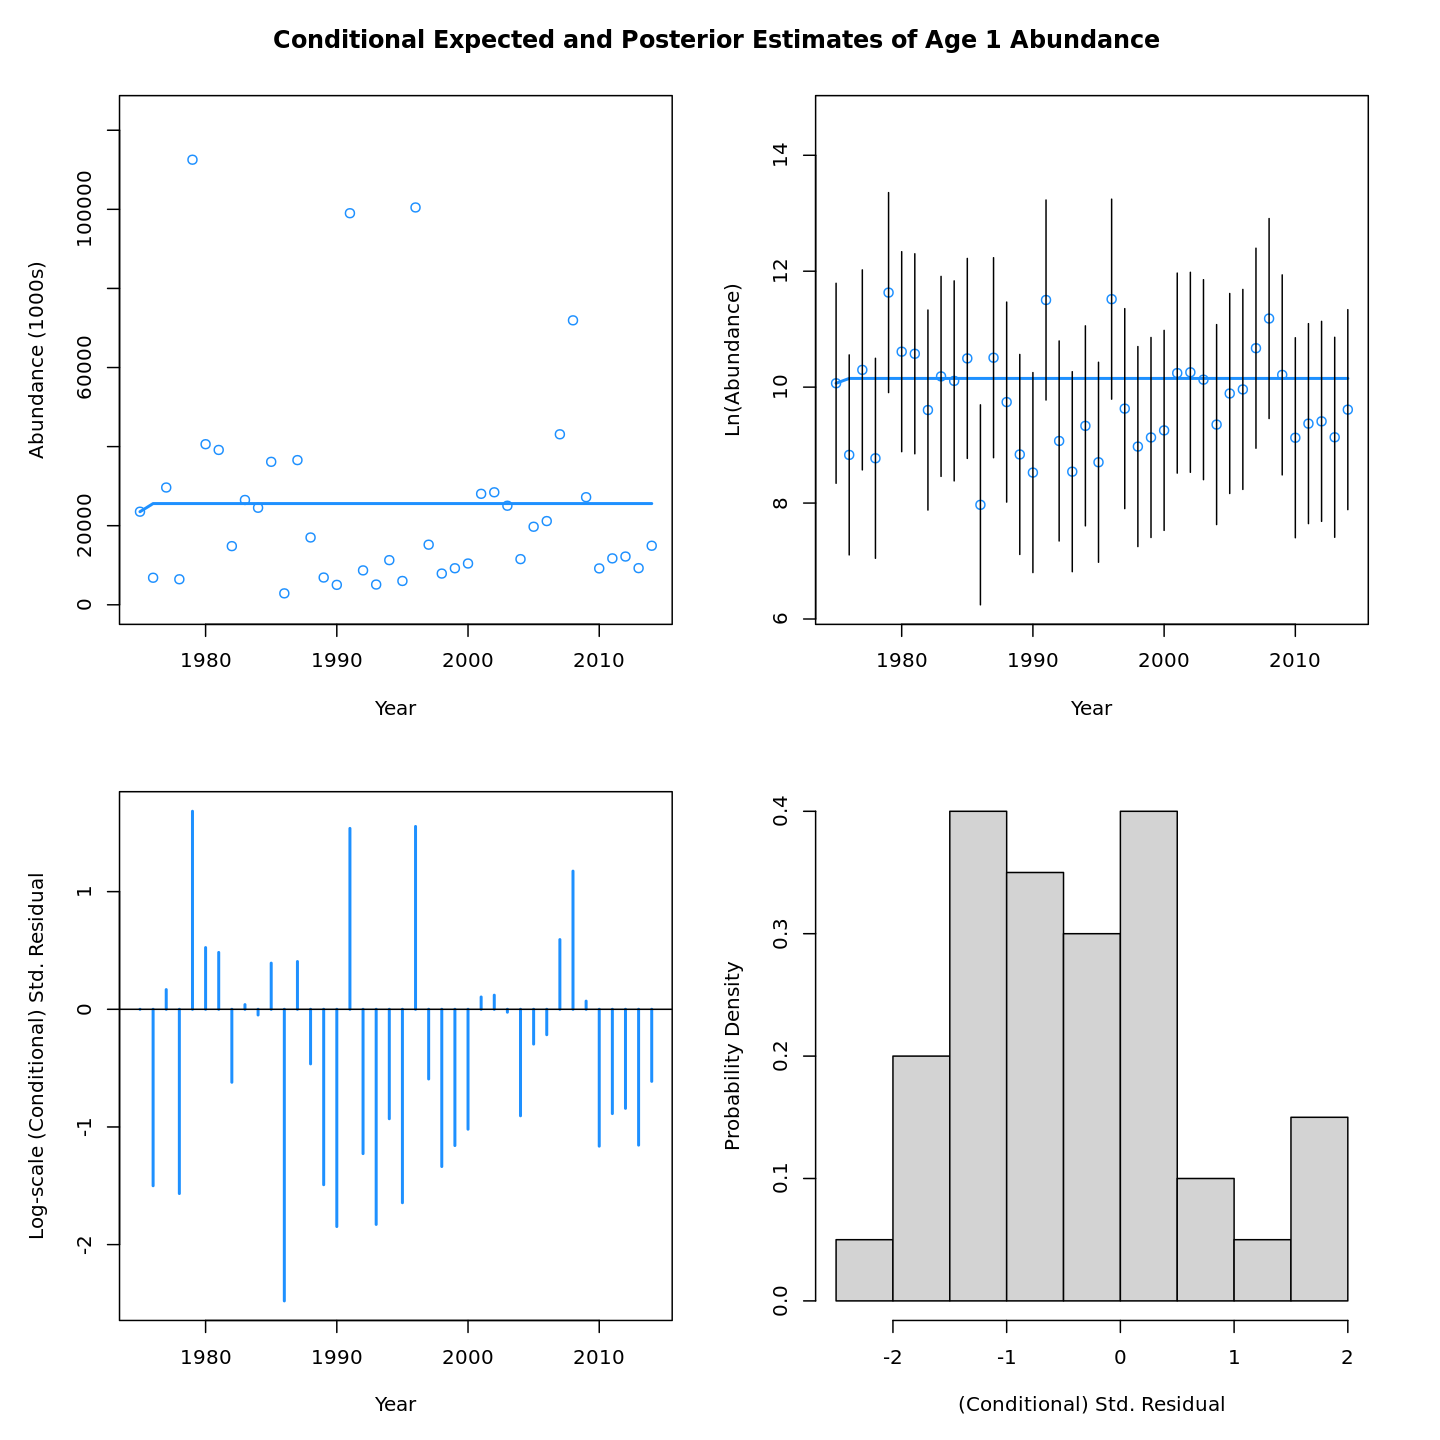 Conditional Expected and Posterior Estimates of Age 1 Abundance
Abundance (1000s)
100000
60000
20000
0
1980 1990 2000 2010
Year
Ln(Abundance)
14
12
10
8
6
1980 1990 2000 2010
Year
Log-scale (Conditional) Std. Residual
1
0
-1
-2
1980 1990 2000 2010
Year
Probability Density
0.4
0.3
0.2
0.1
0.0
-2 -1 0 1 2
(Conditional) Std. Residual